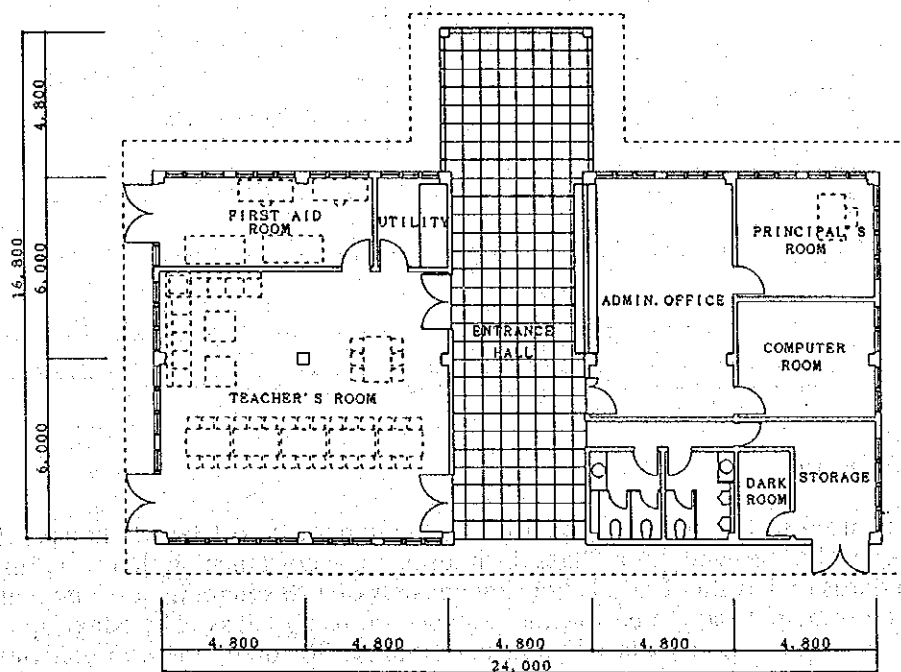 4,800
6,000
16,800
6,000
FIRST AID
ROOM
UTILITY
PRINCIPAL'S
ROOM
ADMIN. OFFICE
ENTRANCE
HALL
COMPUTER
ROOM
TEACHER'S ROOM
DARK
ROOM
STORAGE
4,800
4,800
4,800
4,800
4,800
24,000